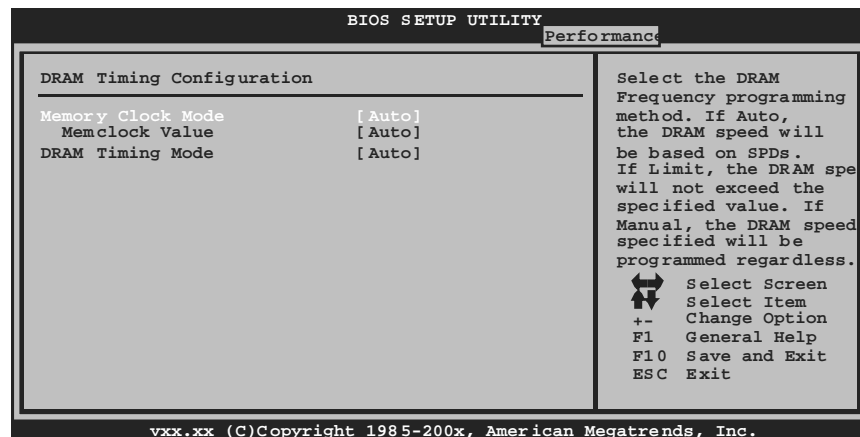 BIOS SETUP UTILITY
Performance
DRAM Timing Configuration
Memory Clock Mode [Auto]
Memclock Value [Auto]
DRAM Timing Mode [Auto]
Select the DRAM
Frequency programming
method. If Auto,
the DRAM speed will
be based on SPDs.
If Limit, the DRAM spe
will not exceed the
specified value. If
Manual, the DRAM speed
specified will be
programmed regardless.
Select Screen
Select Item
+- Change Option
F1 General Help
F10 Save and Exit
ESC Exit
vxx.xx (C)Copyright 1985-200x, American Megatrends, Inc.